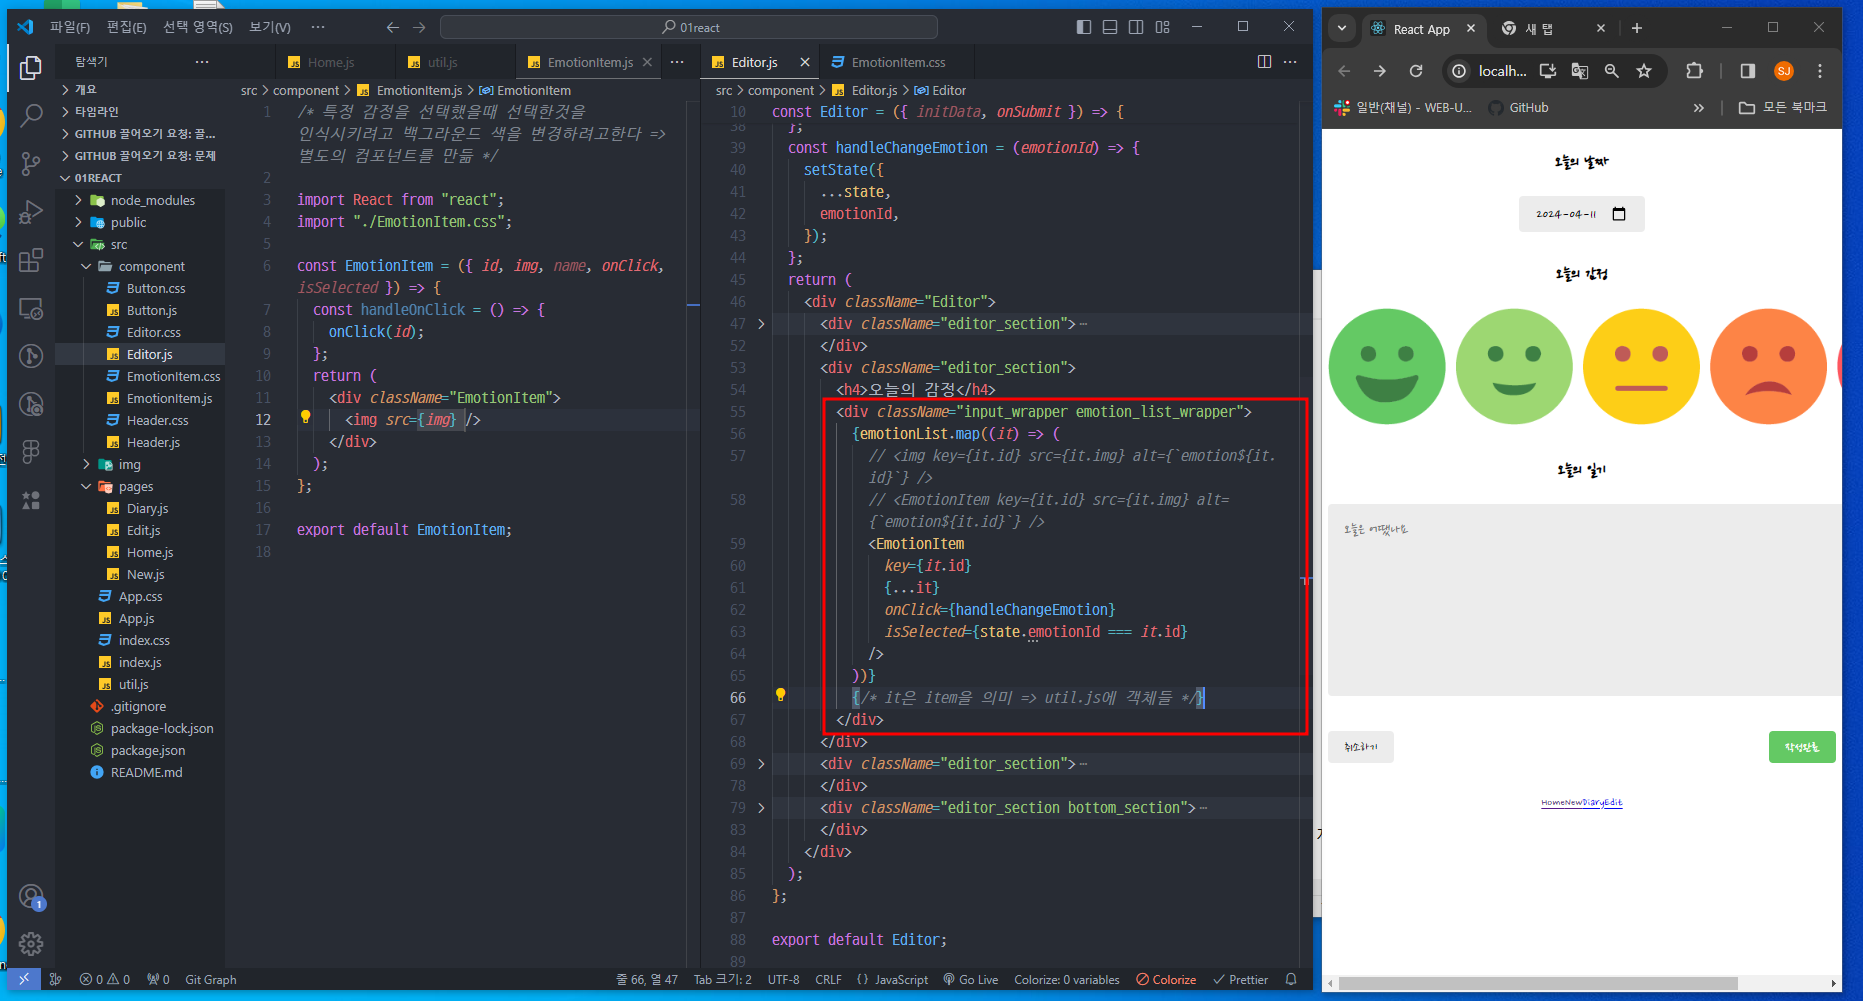 파일(F) 편집(E) 선택 영역(S) 보기(V) ··· 01react
탐색기 ···
개요
타임라인
GITHUB 끌어오기 요청: 끌...
GITHUB 끌어오기 요청: 문제
01REACT
node_modules
public
src
component
Button.css
Button.js
Editor.css
Editor.js
EmotionItem.css
EmotionItem.js
Header.css
Header.js
img
pages
Diary.js
Edit.js
Home.js
New.js
App.css
App.js
index.css
index.js
util.js
.gitignore
package-lock.json
package.json
README.md
Home.js util.js EmotionItem.js ···
src > component > EmotionItem.js > EmotionItem
1 /* 특정 감정을 선택했을때 선택한것을
인식시키려고 백그라운드 색을 변경하려고한다 =>
별도의 컴포넌트를 만듦 */
2
3 import React from "react";
4 import "./EmotionItem.css";
5
6 const EmotionItem = ({ id, img, name, onClick,
isSelected }) => {
7 const handleOnClick = () => {
8 onClick(id);
9 };
10 return (
11 <div className="EmotionItem">
12 <img src={img} />
13 </div>
14 );
15 };
16
17 export default EmotionItem;
18
Editor.js EmotionItem.css ···
src > component > Editor.js > Editor
10 const Editor = ({ initData, onSubmit }) => {
38 };
39 const handleChangeEmotion = (emotionId) => {
40 setState({
41 ...state,
42 emotionId,
43 });
44 };
45 return (
46 <div className="Editor">
47 <div className="editor_section">···
52 </div>
53 <div className="editor_section">
54 <h4>오늘의 감정</h4>
55 <div className="input_wrapper emotion_list_wrapper">
56 {emotionList.map((it) => (
57 // <img key={it.id} src={it.img} alt={`emotion${it.
id}`} />
58 // <EmotionItem key={it.id} src={it.img} alt=
{`emotion${it.id}`} />
59 <EmotionItem
60 key={it.id}
61 {...it}
62 onClick={handleChangeEmotion}
63 isSelected={state.emotionId === it.id}
64 />
65 ))}
66 {/* it은 item을 의미 => util.js에 객체들 */}
67 </div>
68 </div>
69 <div className="editor_section">···
78 </div>
79 <div className="editor_section bottom_section">···
83 </div>
84 </div>
85 );
86 };
87
88 export default Editor;
89
1
0 0 0 Git Graph 줄 66, 열 47 Tab 크기: 2 UTF-8 CRLF {} JavaScript Go Live Colorize: 0 variables Colorize Prettier
React App 새 탭
localh... SJ
일반(채널) - WEB-U... GitHub » 모든 북마크
오늘의 날짜
2024-04-11
오늘의 감정
오늘의 일기
오늘은 어땠나요
취소하기 작성완료
HomeNewDiaryEdit